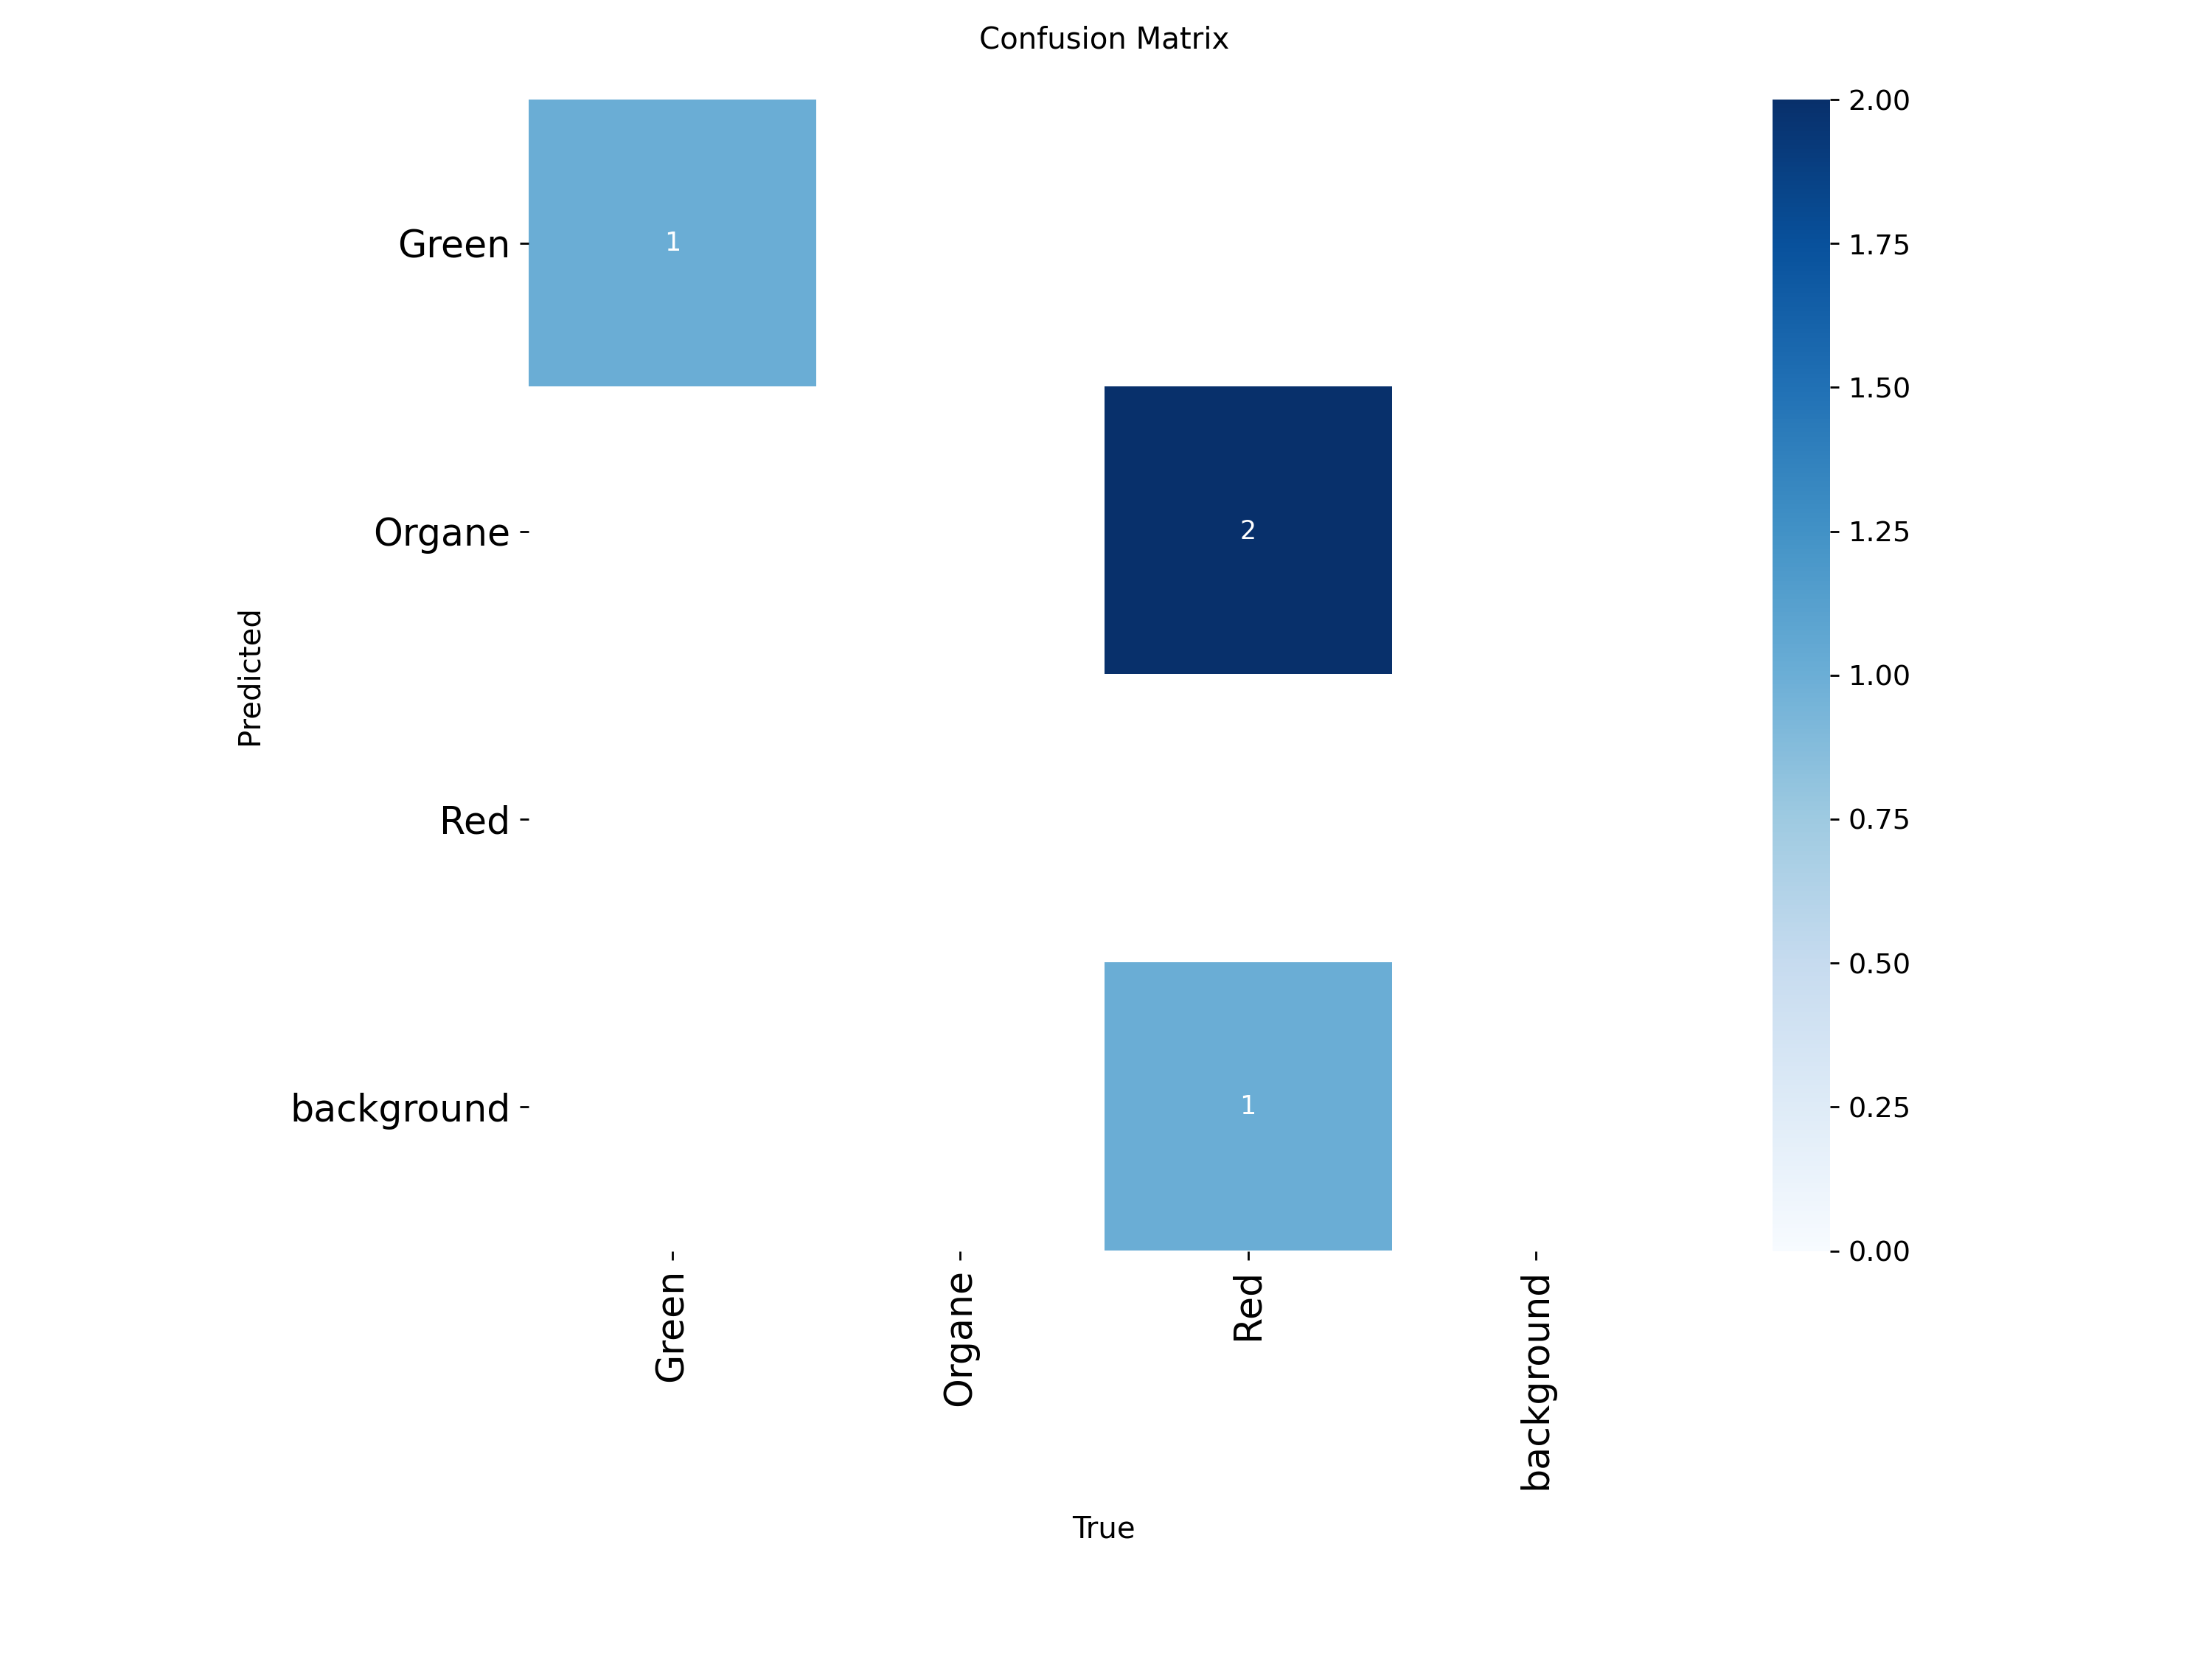 Confusion Matrix
Green
Organe
Red
background
Predicted
1
2
1
Green
Organe
Red
background
True
2.00
1.75
1.50
1.25
1.00
0.75
0.50
0.25
0.00